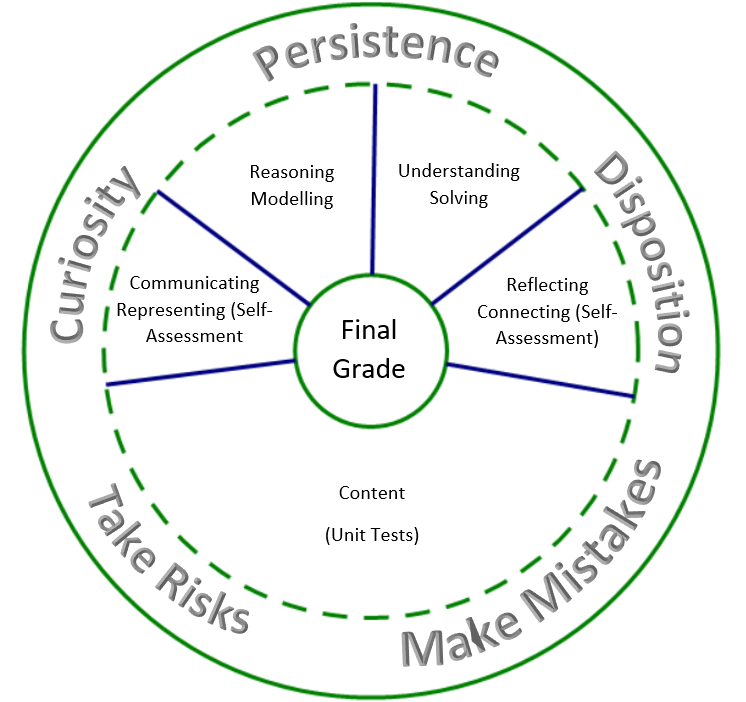 Persistence
Curiosity
Disposition
Reasoning
Modelling
Understanding
Solving
Communicating
Representing (Self-
Assessment
Reflecting
Connecting (Self-
Assessment)
Final
Grade
Content
(Unit Tests)
Take Risks
Make Mistakes